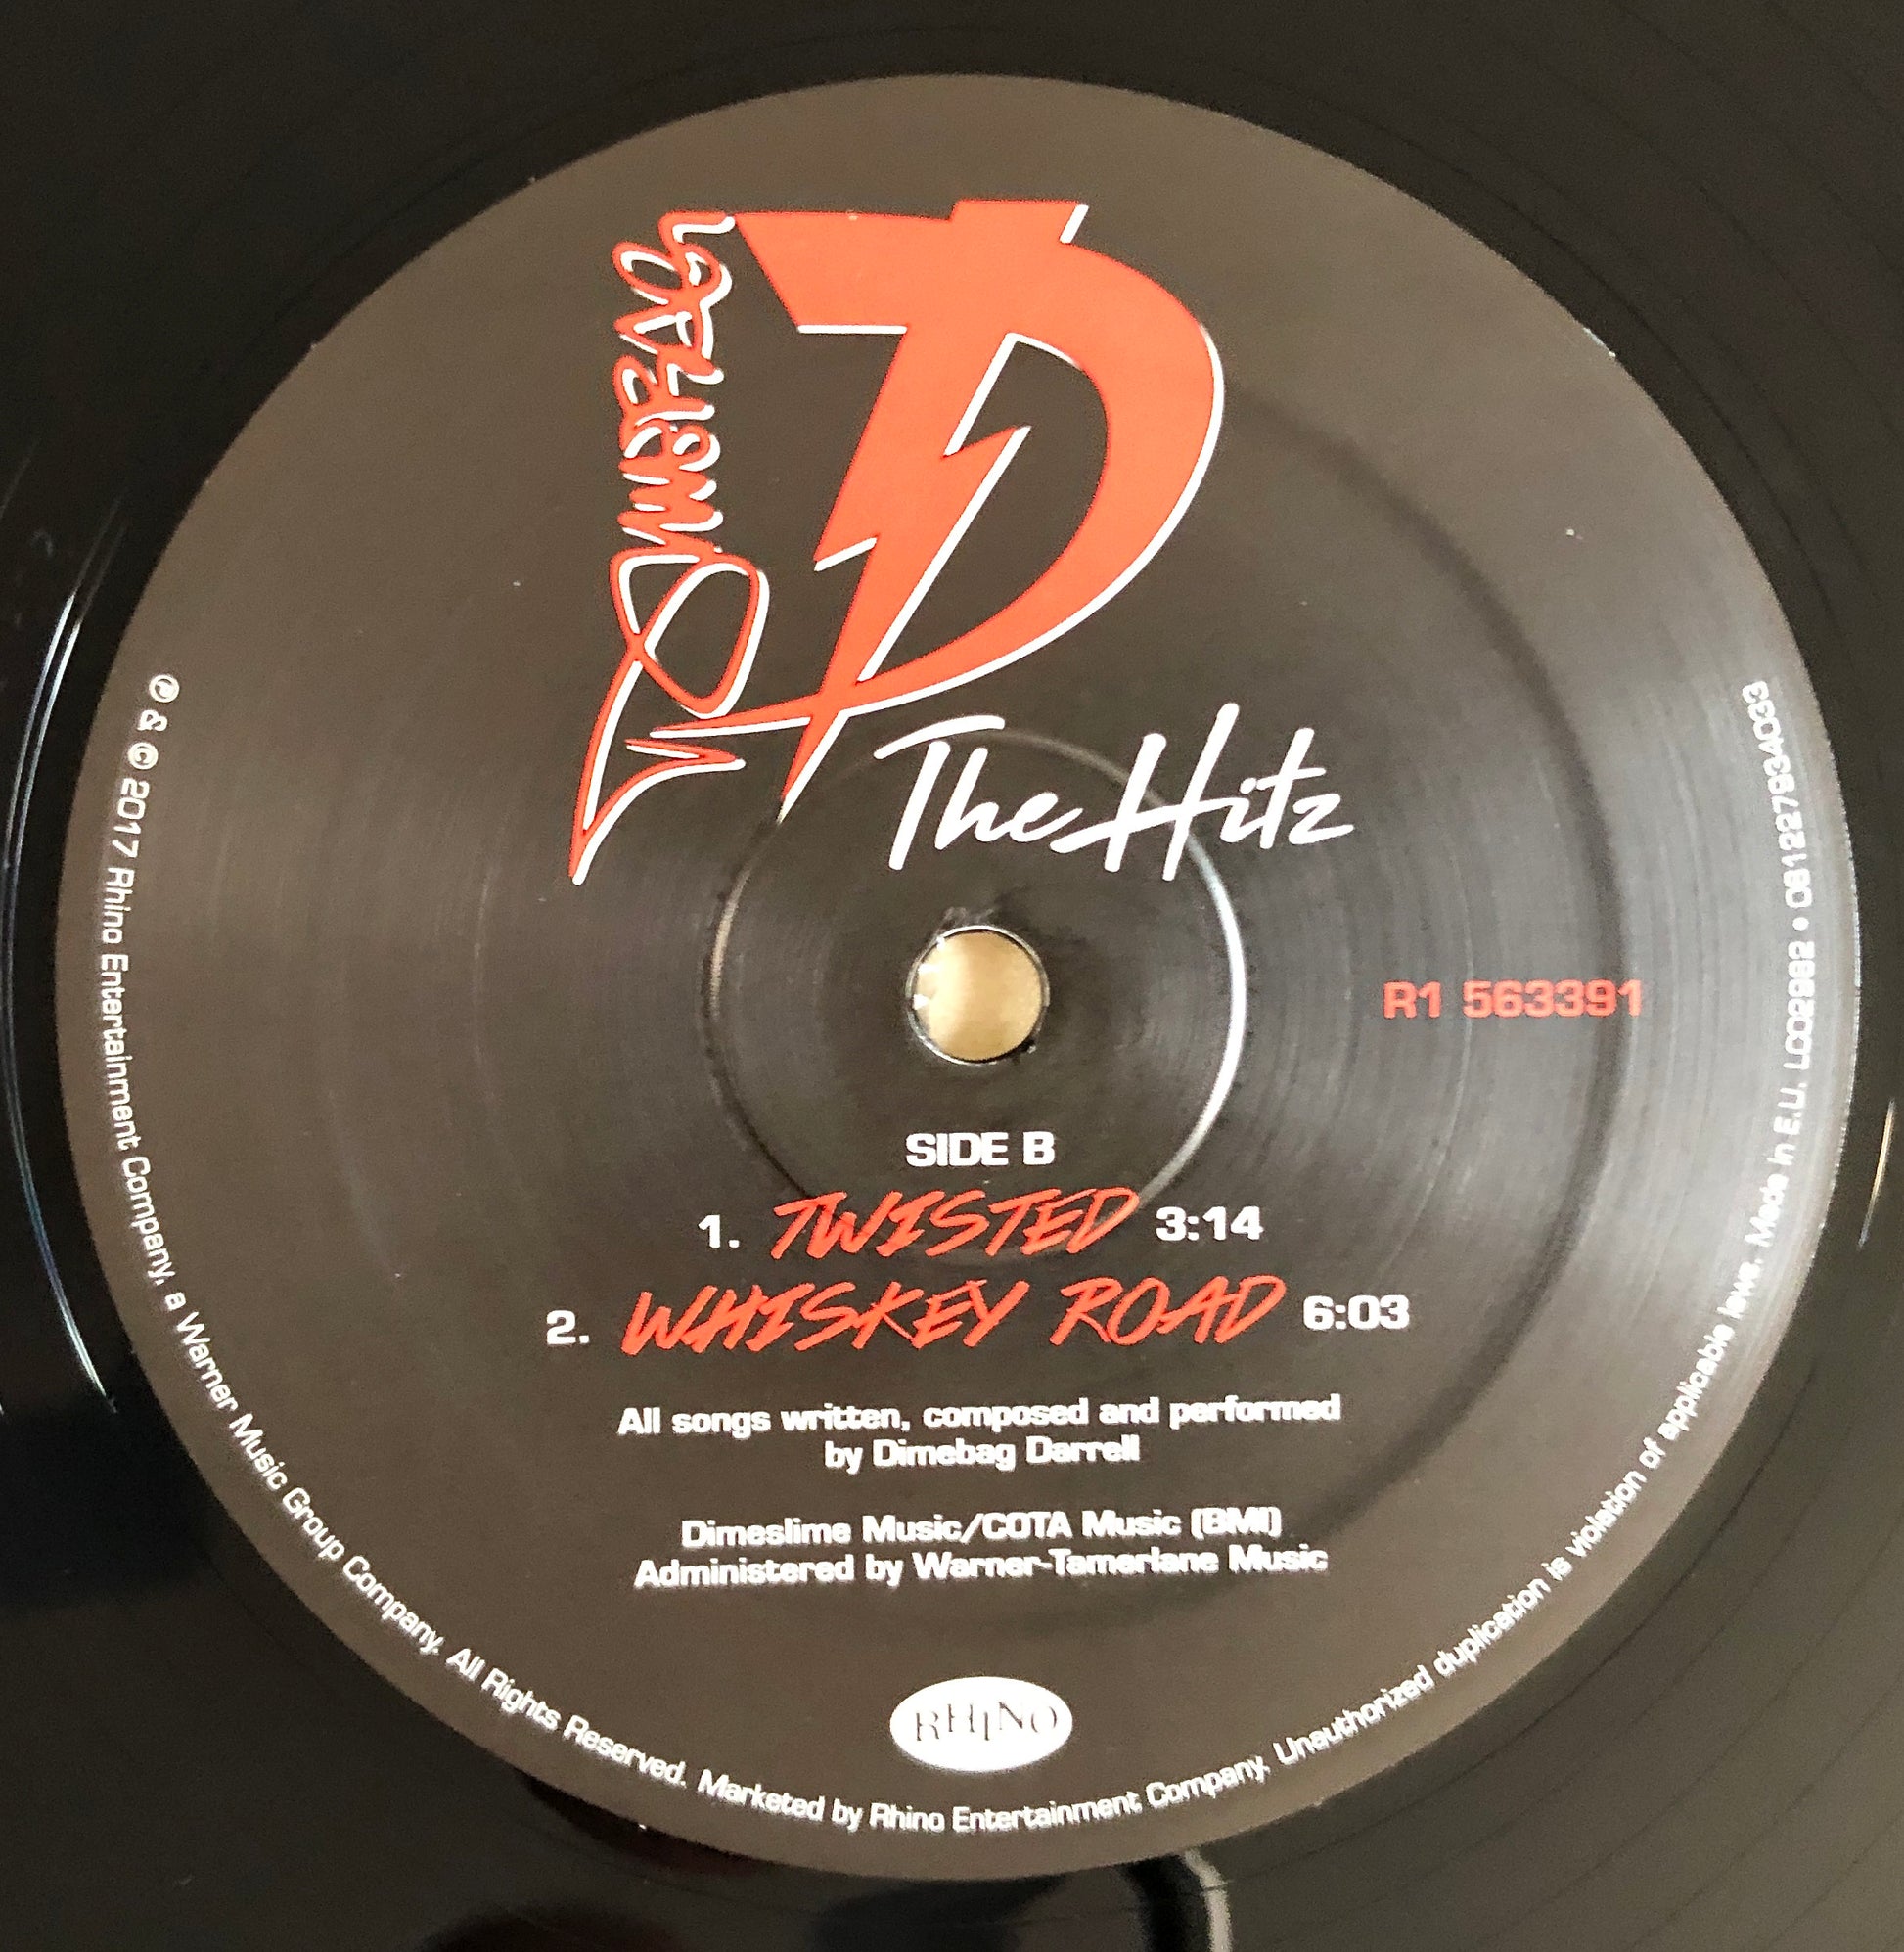 The Hitz
R1 563391
SIDE B
1. TWISTED 3:14
2. WHISKEY ROAD 6:03
All songs written, composed and performed
by Dimebag Darrell
Dimeslime Music/COTA Music (BMI)
Administered by Warner-Tamerlane Music
RHINO
℗ & © 2017 Rhino Entertainment Company, a Warner Music Group Company. All Rights Reserved. Marketed by Rhino Entertainment Company. Unauthorized duplication is violation of applicable laws. Made in E.U. LC02982 • 081227934033